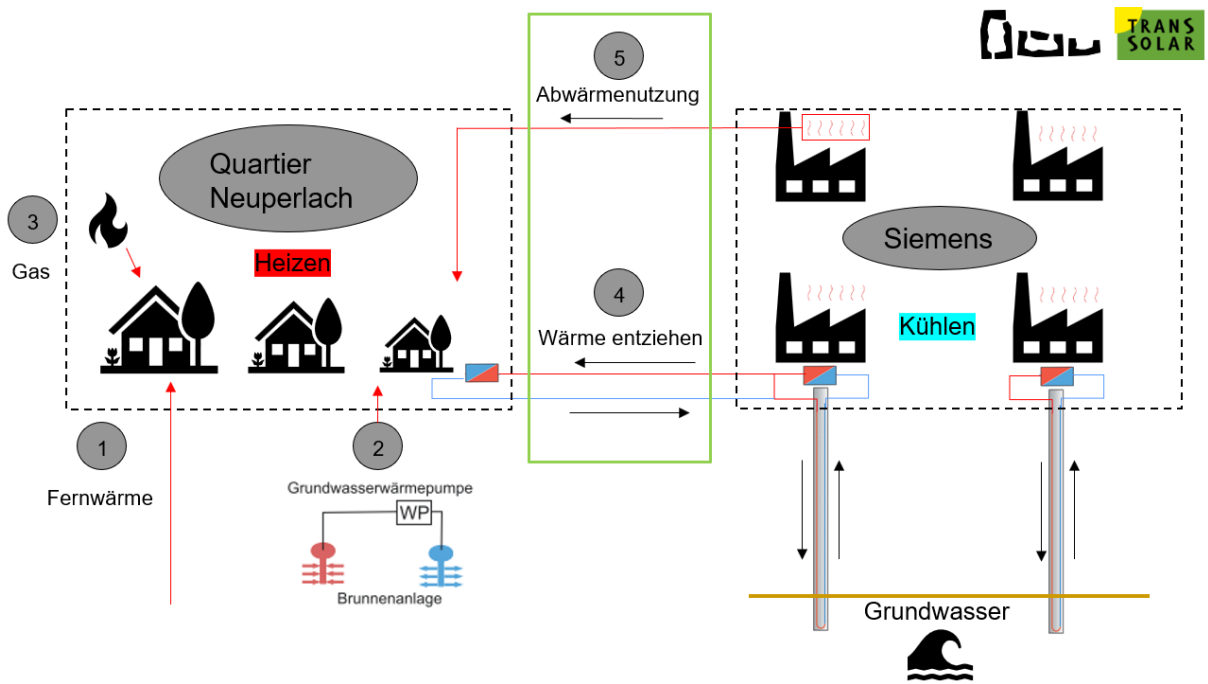 TRANS
SOLAR
5
Abwärmenutzung
Quartier
Neuperlach
3
Gas
Heizen
Siemens
4
Wärme entziehen
Kühlen
1
Fernwärme
2
Grundwasserwärmepumpe
WP
Brunnenanlage
Grundwasser